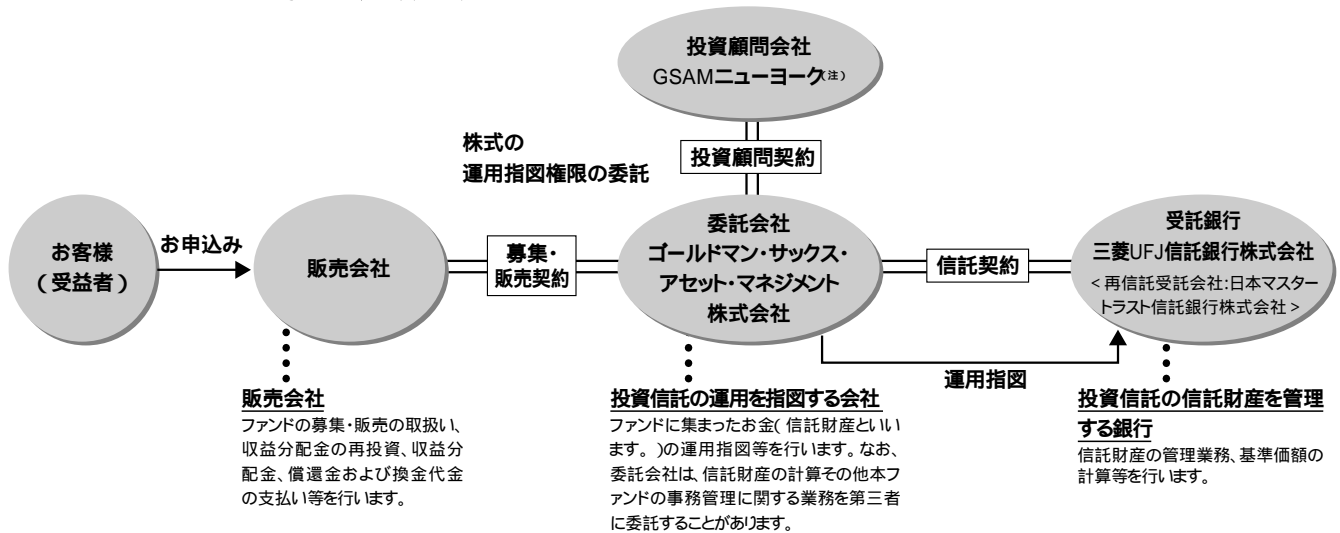 投資顧問会社
GSAMニューヨーク(注)
株式の
運用指図権限の委託
投資顧問契約
お客様
(受益者)
お申込み
販売会社
募集・
販売契約
委託会社
ゴールドマン・サックス・
アセット・マネジメント
株式会社
信託契約
受託銀行
三菱UFJ信託銀行株式会社
<再信託受託会社:日本マスター
トラスト信託銀行株式会社>
運用指図
販売会社
ファンドの募集・販売の取扱い、
収益分配金の再投資、収益分
配金、償還金および換金代金
の支払い等を行います。
投資信託の運用を指図する会社
ファンドに集まったお金(信託財産といい
ます。)の運用指図等を行います。なお、
委託会社は、信託財産の計算その他本フ
ァンドの事務管理に関する業務を第三者
に委託することがあります。
投資信託の信託財産を管理
する銀行
信託財産の管理業務、基準価額の
計算等を行います。